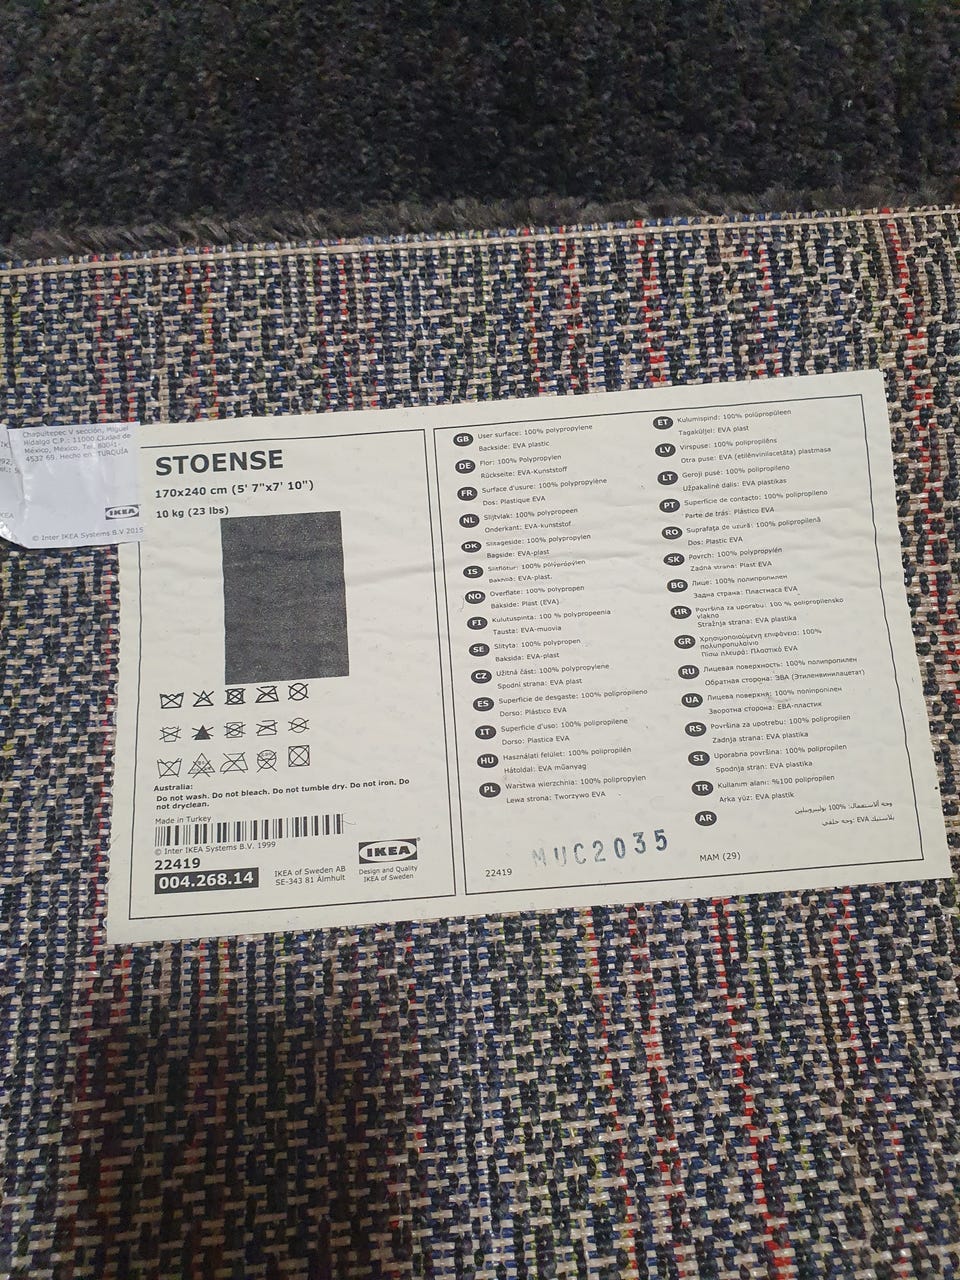 Chapultepec V sección, Miguel
Hidalgo C.P.: 11000 Ciudad de
México, México, Tel. 800-1-
4537 69. Hecho en: TURQUÍA
IKEA
© Inter IKEA Systems B.V 2015
STOENSE
170x240 cm (5' 7"x7' 10")
10 kg (23 lbs)
Australia:
Do not wash. Do not bleach. Do not tumble dry. Do not iron. Do
not dryclean.
Made in Turkey
© Inter IKEA Systems B.V. 1999
22419
004.268.14
IKEA of Sweden AB
SE-343 81 Älmhult
IKEA
Design and Quality
IKEA of Sweden
GB User surface: 100% polypropylene
Backside: EVA plastic
DE Flor: 100% Polypropylen
Rückseite: EVA-Kunststoff
FR Surface d'usure: 100% polypropylène
Dos: Plastique EVA
NL Slijtvlak: 100% polypropeen
Onderkant: EVA-kunststof
DK Slitageside: 100% polypropylen
Bagside: EVA-plast
IS Slitflötur: 100% pólýprópýlen
Bakhlið: EVA-plast.
NO Overflate: 100% polypropen
Bakside: Plast (EVA)
FI Kulutuspinta: 100 % polypropeenia
Tausta: EVA-muovia
SE Slityta: 100% polypropen
Baksida: EVA-plast
CZ Užitná část: 100% polypropylene
Spodní strana: EVA plast
ES Superficie de desgaste: 100% polipropileno
Dorso: Plástico EVA
IT Superficie d'uso: 100% polipropilene
Dorso: Plastica EVA
HU Használati felület: 100% polipropilén
Hátoldal: EVA műanyag
PL Warstwa wierzchnia: 100% polipropylen
Lewa strona: Tworzywo EVA
22419
MUC2035
ET Kulumispind: 100% polüpropüleen
Tagaküljel: EVA plast
LV Virspuse: 100% polipropilēns
Otra puse: EVA (etilēnvinilacetāta) plastmasa
LT Geroji pusė: 100% polipropileno
Užpakalinė dalis: EVA plastikas
PT Superfície de contacto: 100% polipropileno
Parte de trás: Plástico EVA
RO Suprafaţa de uzură: 100% polipropilenă
Dos: Plastic EVA
SK Povrch: 100% polypropylén
Zadná strana: Plast EVA
BG Лице: 100% полипропилен
Задна страна: Пластмаса EVA
HR Površina za uporabu: 100 % polipropilensko
vlakno
Stražnja strana: EVA plastika
GR Χρησιμοποιούμενη επιφάνεια: 100%
πολυπροπυλαίνιο
Πίσω πλευρά: Πλαστικό EVA
RU Лицевая поверхность: 100% полипропилен
Обратная сторона: ЭВА (Этиленвинилацетат)
UA Лицева поверхня: 100% поліпропілен
Зворотна сторона: ЕВА-пластик
RS Površina za upotrebu: 100% polipropilen
Zadnja strana: EVA plastika
SI Uporabna površina: 100% polipropilen
Spodnja stran: EVA plastika
TR Kullanım alanı: %100 polipropilen
Arka yüz: EVA plastik
AR وجه الاستعمال: 100% بوليبروبيلين
وجه خلفي: EVA بلاستيك
MAM (29)